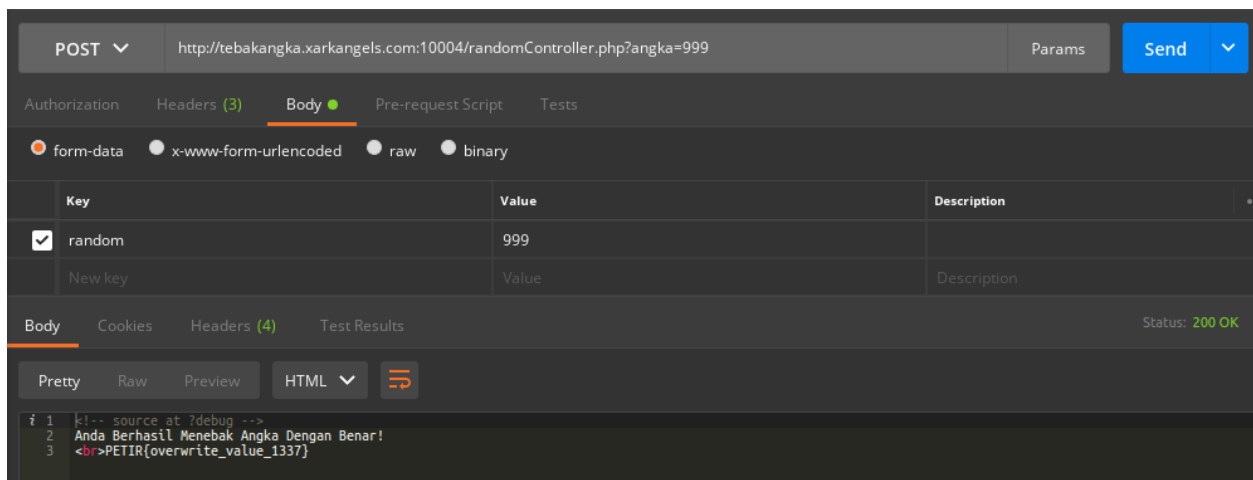 POST http://tebakangka.xarkangels.com:10004/randomController.php?angka=999 Params Send
Authorization Headers (3) Body Pre-request Script Tests
form-data x-www-form-urlencoded raw binary
Key Value Description
random 999
New key Value Description
Body Cookies Headers (4) Test Results Status: 200 OK
Pretty Raw Preview HTML
i 1 <!-- source at ?debug -->
2 Anda Berhasil Menebak Angka Dengan Benar!
3 <br>PETIR{overwrite_value_1337}